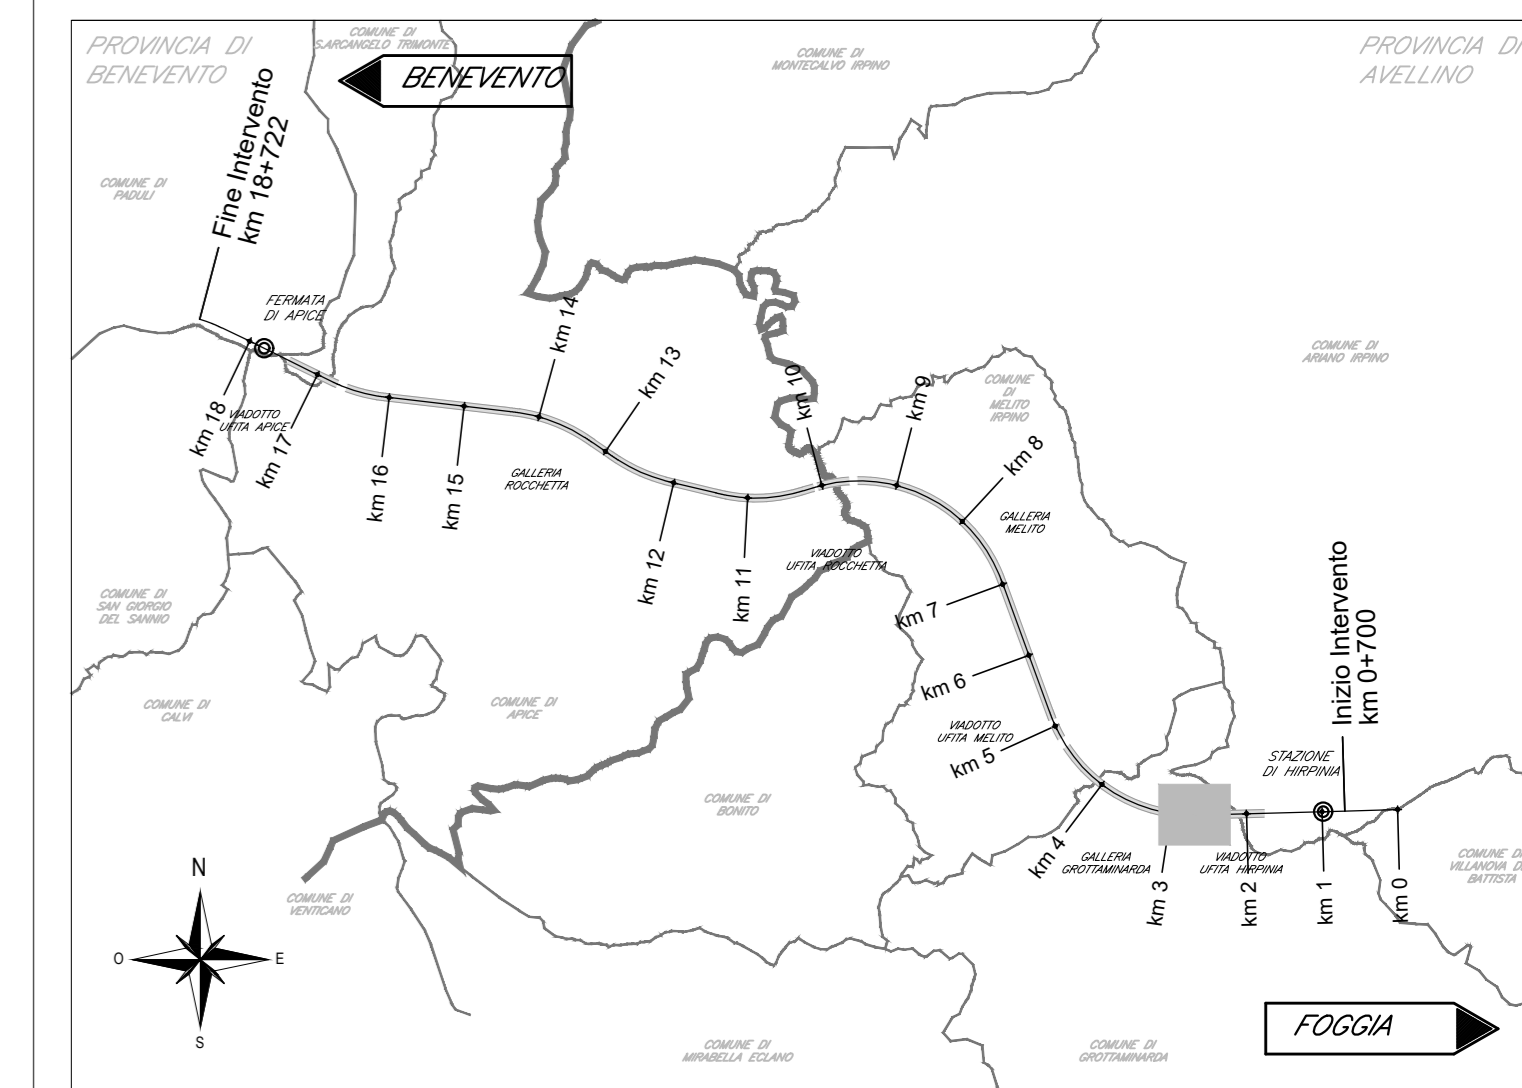 PROVINCIA DI
BENEVENTO
COMUNE DI
S.ARCANGELO TRIMONTE
BENEVENTO
COMUNE DI
MONTECALVO IRPINO
PROVINCIA DI
AVELLINO
Fine Intervento
km 18+722
COMUNE DI
PADULI
FERMATA
DI APICE
km 14
km 13
km 10
km 9
COMUNE DI
ARIANO IRPINO
COMUNE
DI
MELITO
IRPINO
km 18
VIADOTTO
UFITA APICE
km 17
km 16
km 15
GALLERIA
ROCCHETTA
km 8
GALLERIA
MELITO
km 12
km 11
VIADOTTO
UFITA ROCCHETTA
km 7
COMUNE DI
SAN GIORGIO
DEL SANNIO
Inizio Intervento
km 0+700
km 6
COMUNE DI
CALVI
COMUNE DI
APICE
VIADOTTO
UFITA MELITO
km 5
STAZIONE
DI HIRPINIA
COMUNE DI
BONITO
km 4
GALLERIA
GROTTAMINARDA
km 3
VIADOTTO
UFITA HIRPINIA
km 2
km 1
km 0
COMUNE DI
VILLANOVA D
BATTISTA
COMUNE DI
VENTICANO
N
O
E
S
FOGGIA
COMUNE DI
MIRABELLA ECLANO
COMUNE DI
GROTTAMINARDA